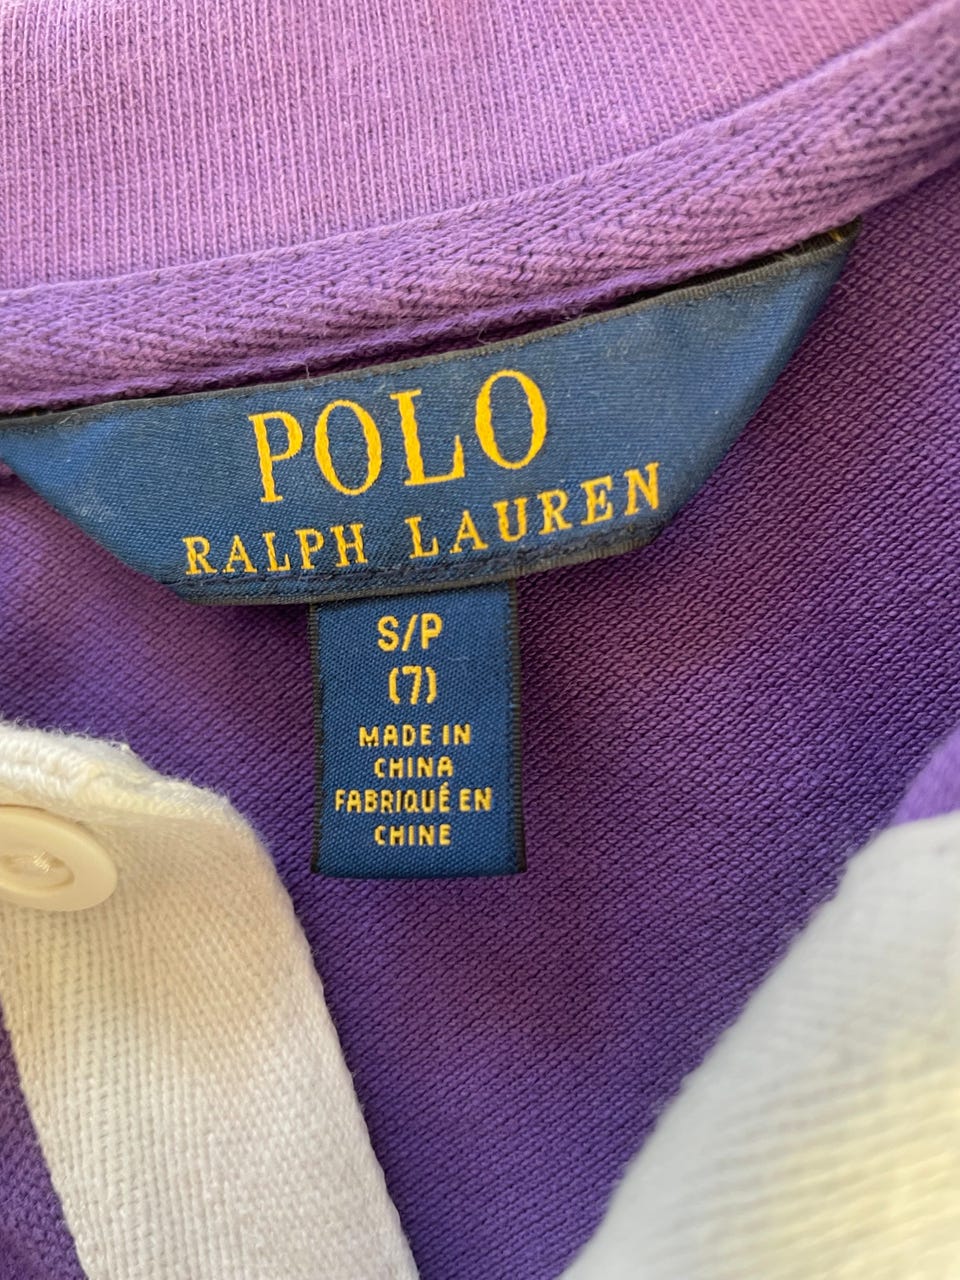 POLO
RALPH LAUREN
S/P
(7)
MADE IN
CHINA
FABRIQUÉ EN
CHINE